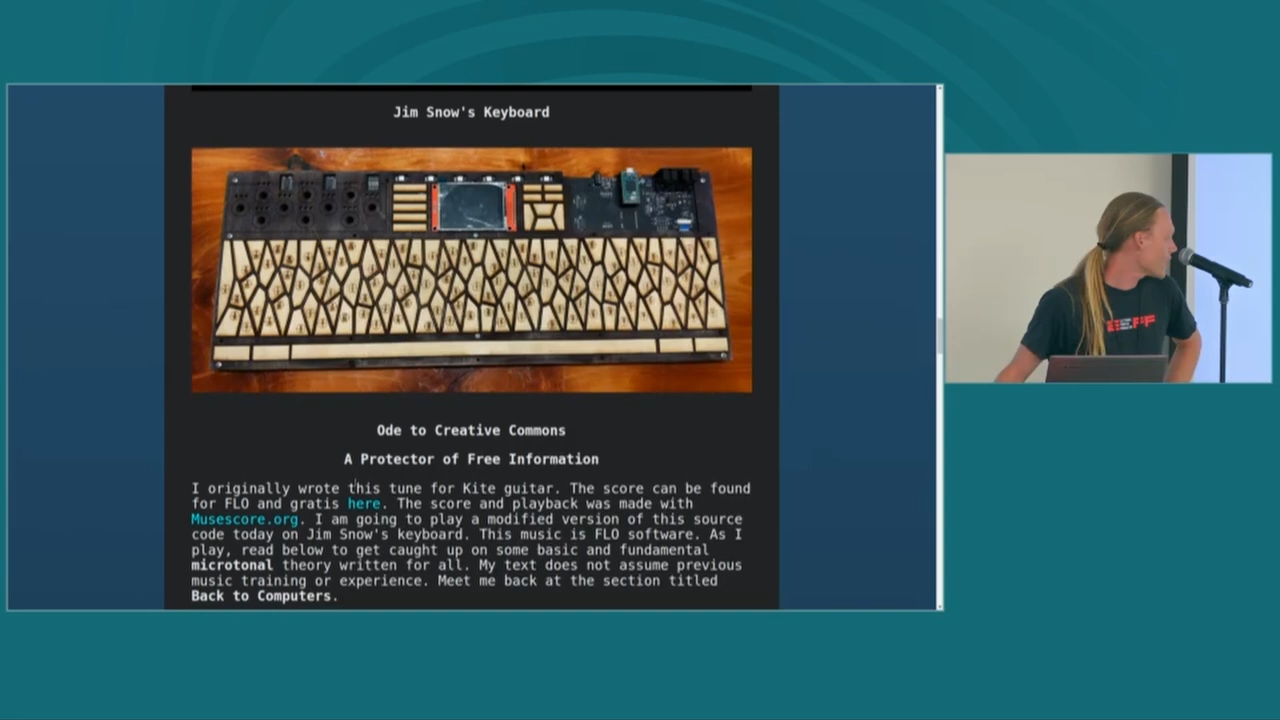 Jim Snow's Keyboard
Ode to Creative Commons
A Protector of Free Information
I originally wrote this tune for Kite guitar. The score can be found
for FLO and gratis here. The score and playback was made with
Musescore.org. I am going to play a modified version of this source
code today on Jim Snow's keyboard. This music is FLO software. As I
play, read below to get caught up on some basic and fundamental
microtonal theory written for all. My text does not assume previous
music training or experience. Meet me back at the section titled
Back to Computers.
EFF